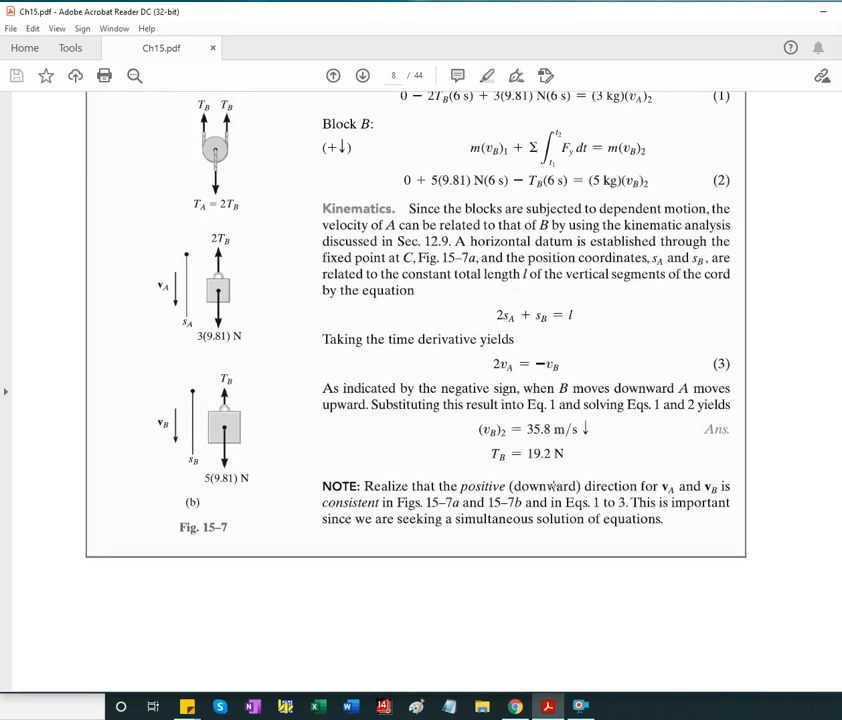 Ch15.pdf - Adobe Acrobat Reader DC (32-bit)
File Edit View Sign Window Help
Home Tools Ch15.pdf ×
8 / 44
0 − 2T_B(6 s) + 3(9.81) N(6 s) = (3 kg)(v_A)₂ (1)
T_B T_B
T_A = 2T_B
2T_B
v_A
s_A
3(9.81) N
T_B
v_B
s_B
5(9.81) N
(b)
Fig. 15–7
Block B:
(+↓) m(v_B)₁ + Σ ∫_{t₁}^{t₂} F_y dt = m(v_B)₂
0 + 5(9.81) N(6 s) − T_B(6 s) = (5 kg)(v_B)₂ (2)
Kinematics. Since the blocks are subjected to dependent motion, the
velocity of A can be related to that of B by using the kinematic analysis
discussed in Sec. 12.9. A horizontal datum is established through the
fixed point at C, Fig. 15–7a, and the position coordinates, s_A and s_B, are
related to the constant total length l of the vertical segments of the cord
by the equation
2s_A + s_B = l
Taking the time derivative yields
2v_A = −v_B (3)
As indicated by the negative sign, when B moves downward A moves
upward. Substituting this result into Eq. 1 and solving Eqs. 1 and 2 yields
(v_B)₂ = 35.8 m/s ↓ Ans.
T_B = 19.2 N
NOTE: Realize that the positive (downward) direction for v_A and v_B is
consistent in Figs. 15–7a and 15–7b and in Eqs. 1 to 3. This is important
since we are seeking a simultaneous solution of equations.